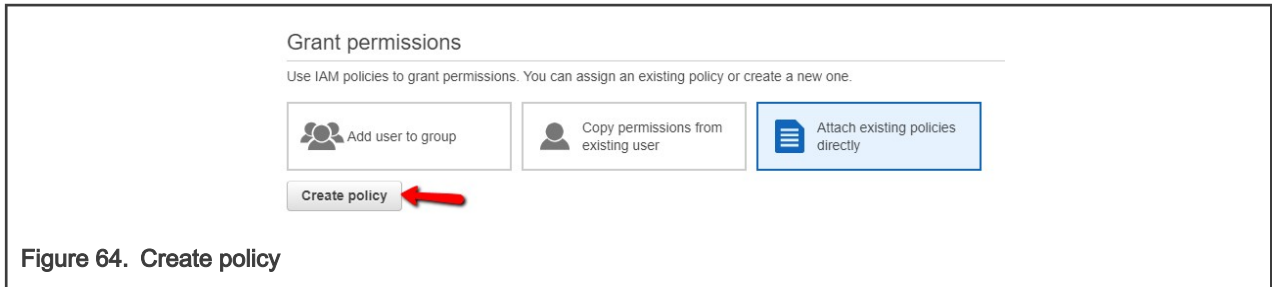 Grant permissions
Use IAM policies to grant permissions. You can assign an existing policy or create a new one.
Add user to group
Copy permissions from
existing user
Attach existing policies
directly
Create policy
Figure 64. Create policy